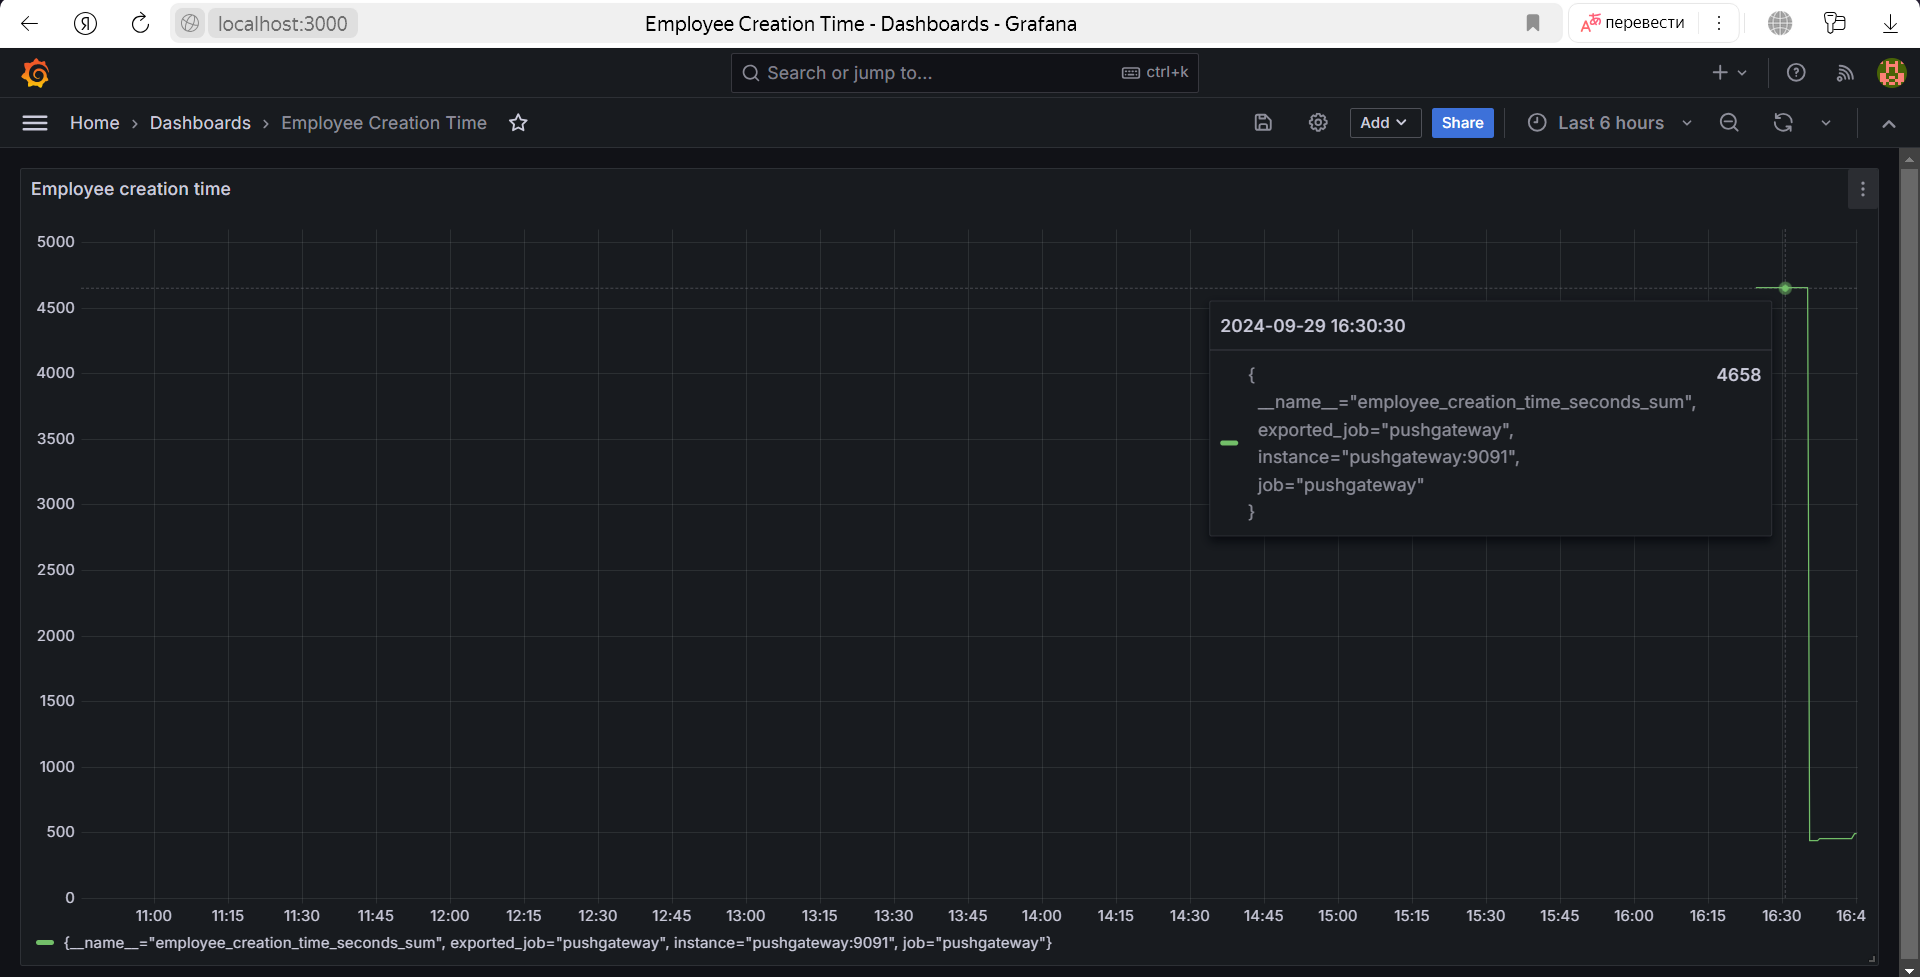 Я localhost:3000 Employee Creation Time - Dashboards - Grafana перевести
Search or jump to... ctrl+k
Home › Dashboards › Employee Creation Time Add Share Last 6 hours
Employee creation time
5000
4500
4000
3500
3000
2500
2000
1500
1000
500
0
2024-09-29 16:30:30
{ 4658
__name__="employee_creation_time_seconds_sum",
exported_job="pushgateway",
instance="pushgateway:9091",
job="pushgateway"
}
11:00 11:15 11:30 11:45 12:00 12:15 12:30 12:45 13:00 13:15 13:30 13:45 14:00 14:15 14:30 14:45 15:00 15:15 15:30 15:45 16:00 16:15 16:30 16:4
{__name__="employee_creation_time_seconds_sum", exported_job="pushgateway", instance="pushgateway:9091", job="pushgateway"}